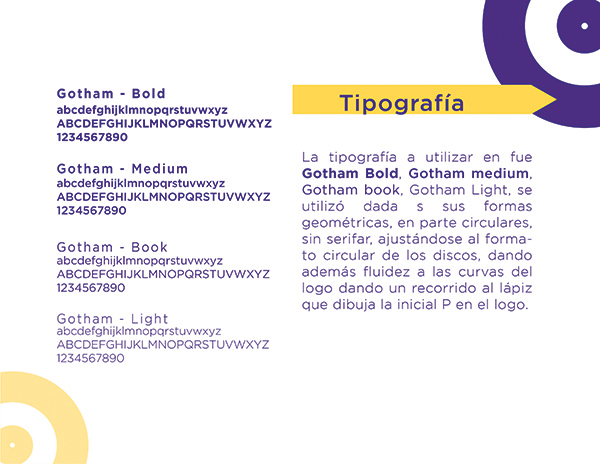 Gotham - Bold
abcdefghijklmnopqrstuvwxyz
ABCDEFGHIJKLMNOPQRSTUVWXYZ
1234567890
Gotham - Medium
abcdefghijklmnopqrstuvwxyz
ABCDEFGHIJKLMNOPQRSTUVWXYZ
1234567890
Gotham - Book
abcdefghijklmnopqrstuvwxyz
ABCDEFGHIJKLMNOPQRSTUVWXYZ
1234567890
Gotham - Light
abcdefghijklmnopqrstuvwxyz
ABCDEFGHIJKLMNOPQRSTUVWXYZ
1234567890
Tipografía
La tipografía a utilizar en fue
Gotham Bold, Gotham medium,
Gotham book, Gotham Light, se
utilizó dada s sus formas
geométricas, en parte circulares,
sin serifar, ajustándose al forma-
to circular de los discos, dando
además fluidez a las curvas del
logo dando un recorrido al lápiz
que dibuja la inicial P en el logo.